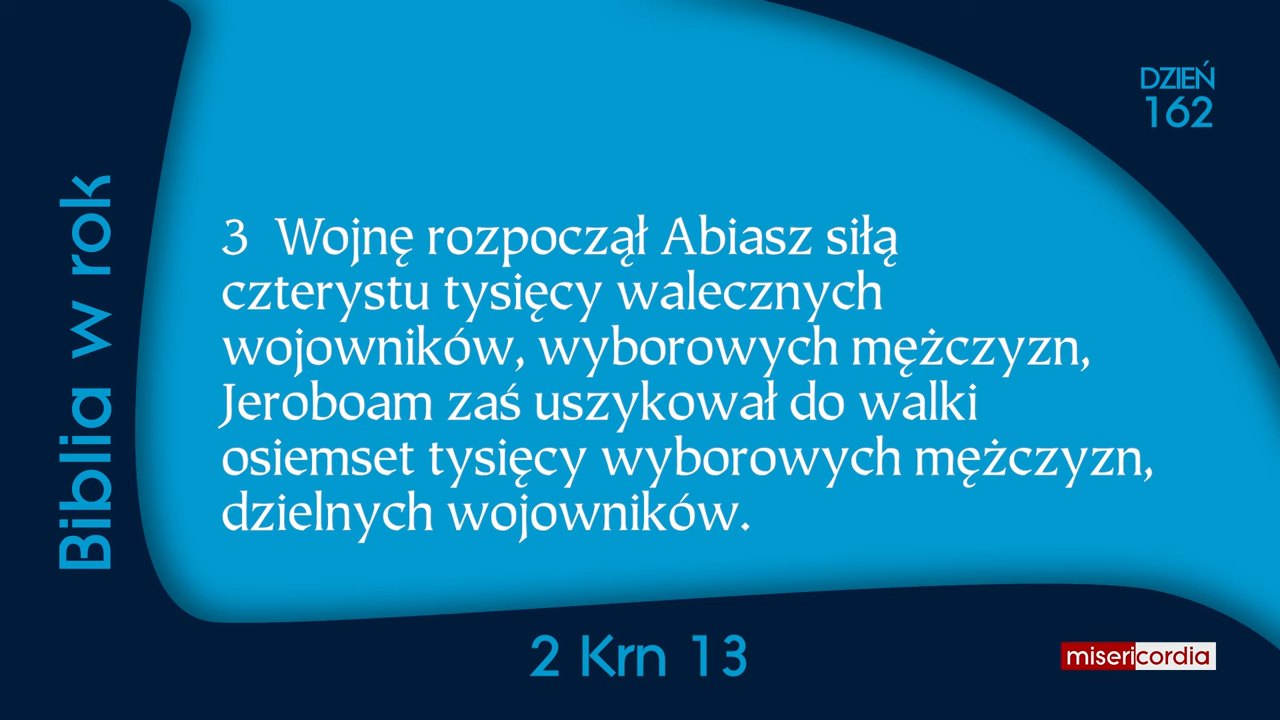 DZIEŃ
162
Biblia w rok
3 Wojnę rozpoczął Abiasz siłą
czterystu tysięcy walecznych
wojowników, wyborowych mężczyzn,
Jeroboam zaś uszykował do walki
osiemset tysięcy wyborowych mężczyzn,
dzielnych wojowników.
2 Krn 13
misericordia